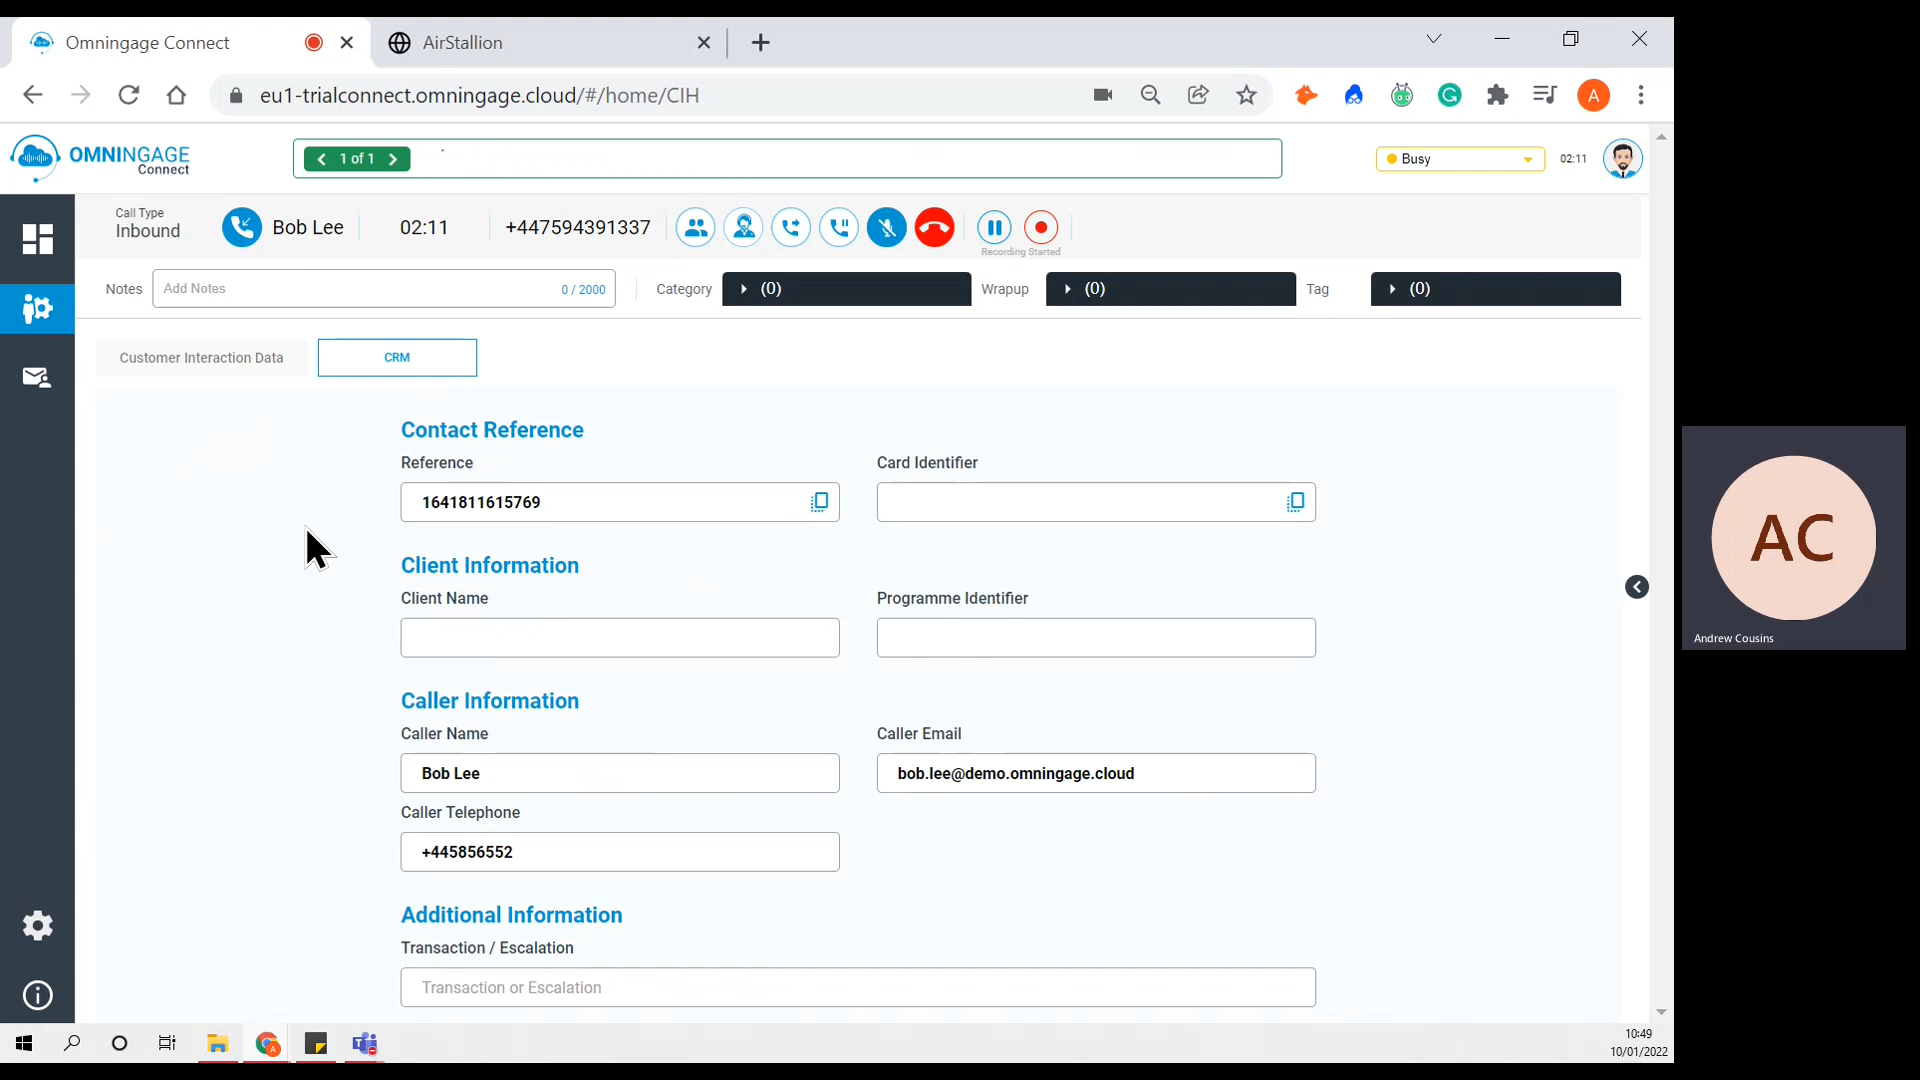 Omningage Connect
AirStallion
eu1-trialconnect.omningage.cloud/#/home/CIH
A
OMNINGAGE
Connect
1 of 1
Busy
02:11
Call Type
Inbound
Bob Lee
02:11
+447594391337
Recording Started
Notes
Add Notes
0 / 2000
Category
(0)
Wrapup
(0)
Tag
(0)
Customer Interaction Data
CRM
Contact Reference
Reference
Card Identifier
1641811615769
Client Information
Client Name
Programme Identifier
Caller Information
Caller Name
Caller Email
Bob Lee
bob.lee@demo.omningage.cloud
Caller Telephone
+445856552
Additional Information
Transaction / Escalation
Transaction or Escalation
AC
Andrew Cousins
10:49
10/01/2022